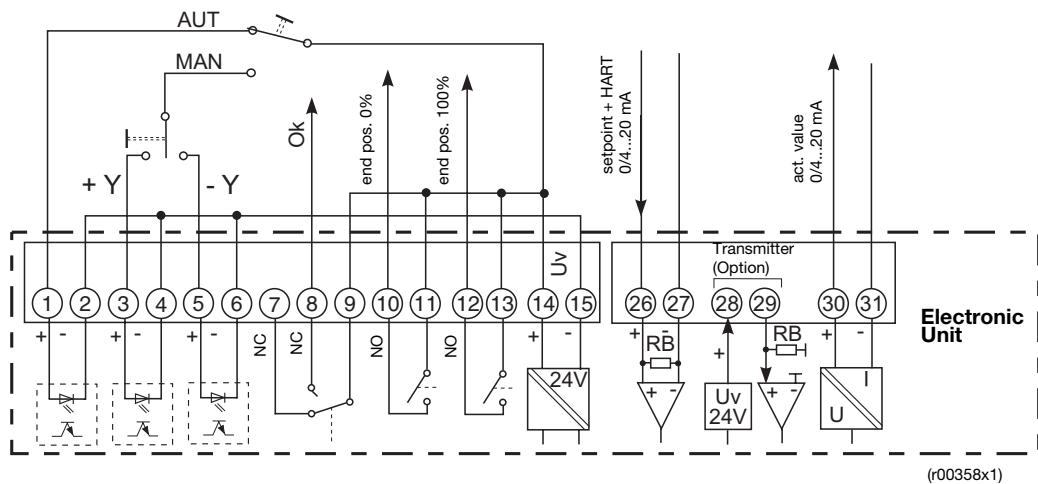 AUT
MAN
+ Y
- Y
Ok
end pos. 0%
end pos. 100%
setpoint + HART
0/4...20 mA
act. value
0/4...20 mA
Uv
Transmitter
(Option)
1 2 3 4 5 6 7 8 9 10 11 12 13 14 15
26 27 28 29 30 31
+ - + - + - NC NC NO NO + -
+ - + + -
Electronic
Unit
RB
RB
24V
+ -
Uv
24V
+ -
I
U
(r00358x1)